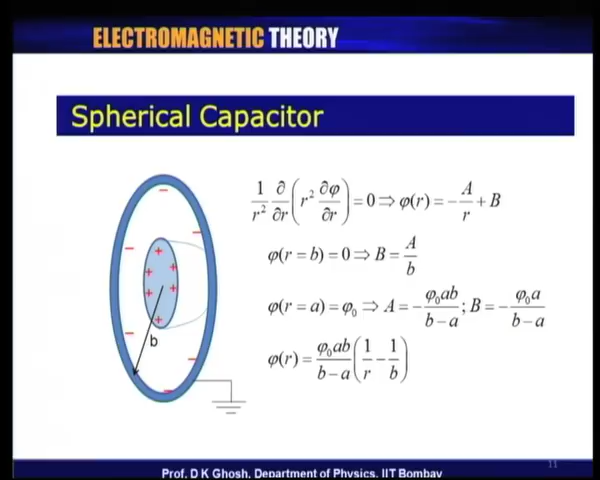 ELECTROMAGNETIC THEORY
Spherical Capacitor
1/r² ∂/∂r (r² ∂φ/∂r) = 0 ⇒ φ(r) = −A/r + B
φ(r = b) = 0 ⇒ B = A/b
φ(r = a) = φ₀ ⇒ A = −φ₀ab/(b−a); B = −φ₀a/(b−a)
φ(r) = φ₀ab/(b−a) (1/r − 1/b)
b
11
Prof. D K Ghosh, Department of Physics, IIT Bombay